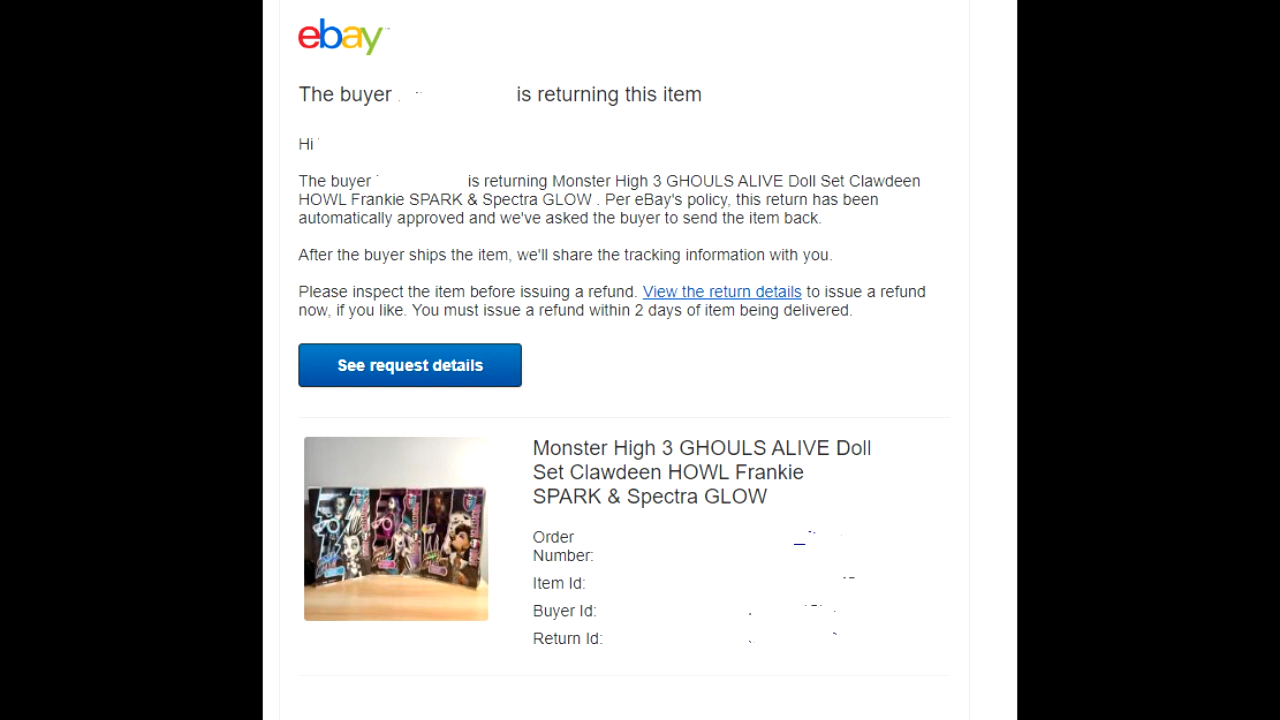 ebay
The buyer is returning this item
Hi
The buyer is returning Monster High 3 GHOULS ALIVE Doll Set Clawdeen
HOWL Frankie SPARK & Spectra GLOW . Per eBay's policy, this return has been
automatically approved and we've asked the buyer to send the item back.
After the buyer ships the item, we'll share the tracking information with you.
Please inspect the item before issuing a refund. View the return details to issue a refund
now, if you like. You must issue a refund within 2 days of item being delivered.
See request details
Monster High 3 GHOULS ALIVE Doll
Set Clawdeen HOWL Frankie
SPARK & Spectra GLOW
Order
Number:
Item Id:
Buyer Id:
Return Id: